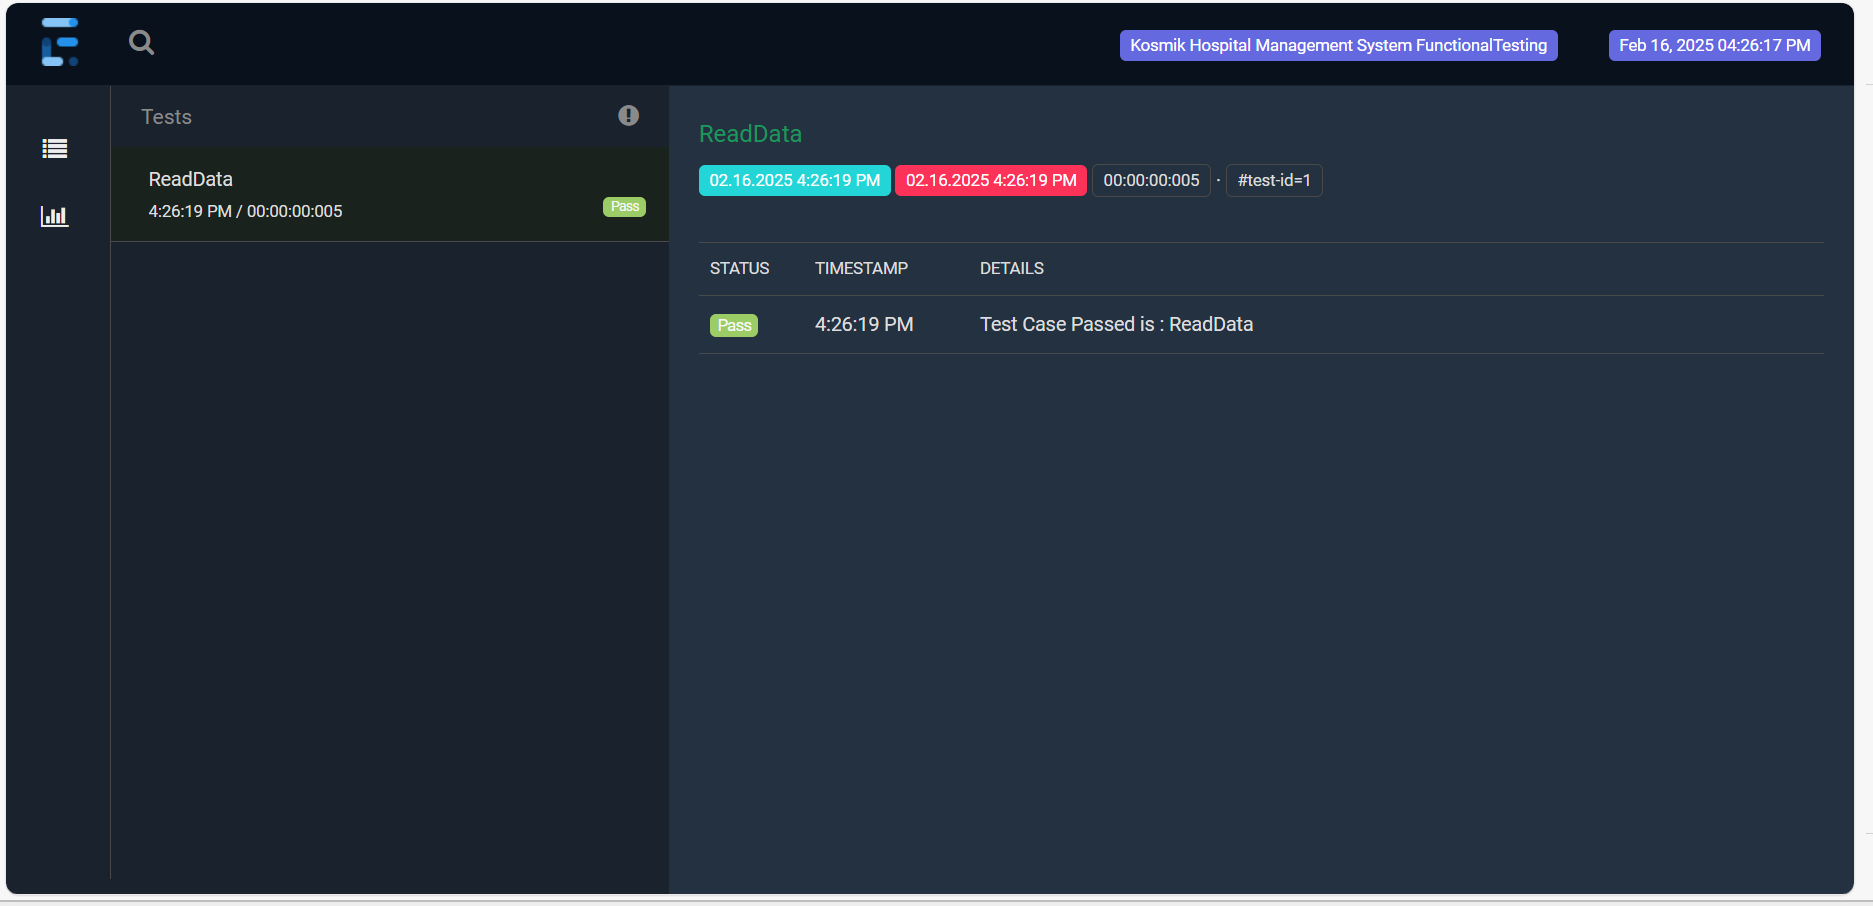 Kosmik Hospital Management System FunctionalTesting
Feb 16, 2025 04:26:17 PM
Tests
ReadData
4:26:19 PM / 00:00:00:005
Pass
ReadData
02.16.2025 4:26:19 PM 02.16.2025 4:26:19 PM 00:00:00:005 · #test-id=1
STATUS TIMESTAMP DETAILS
Pass 4:26:19 PM Test Case Passed is : ReadData